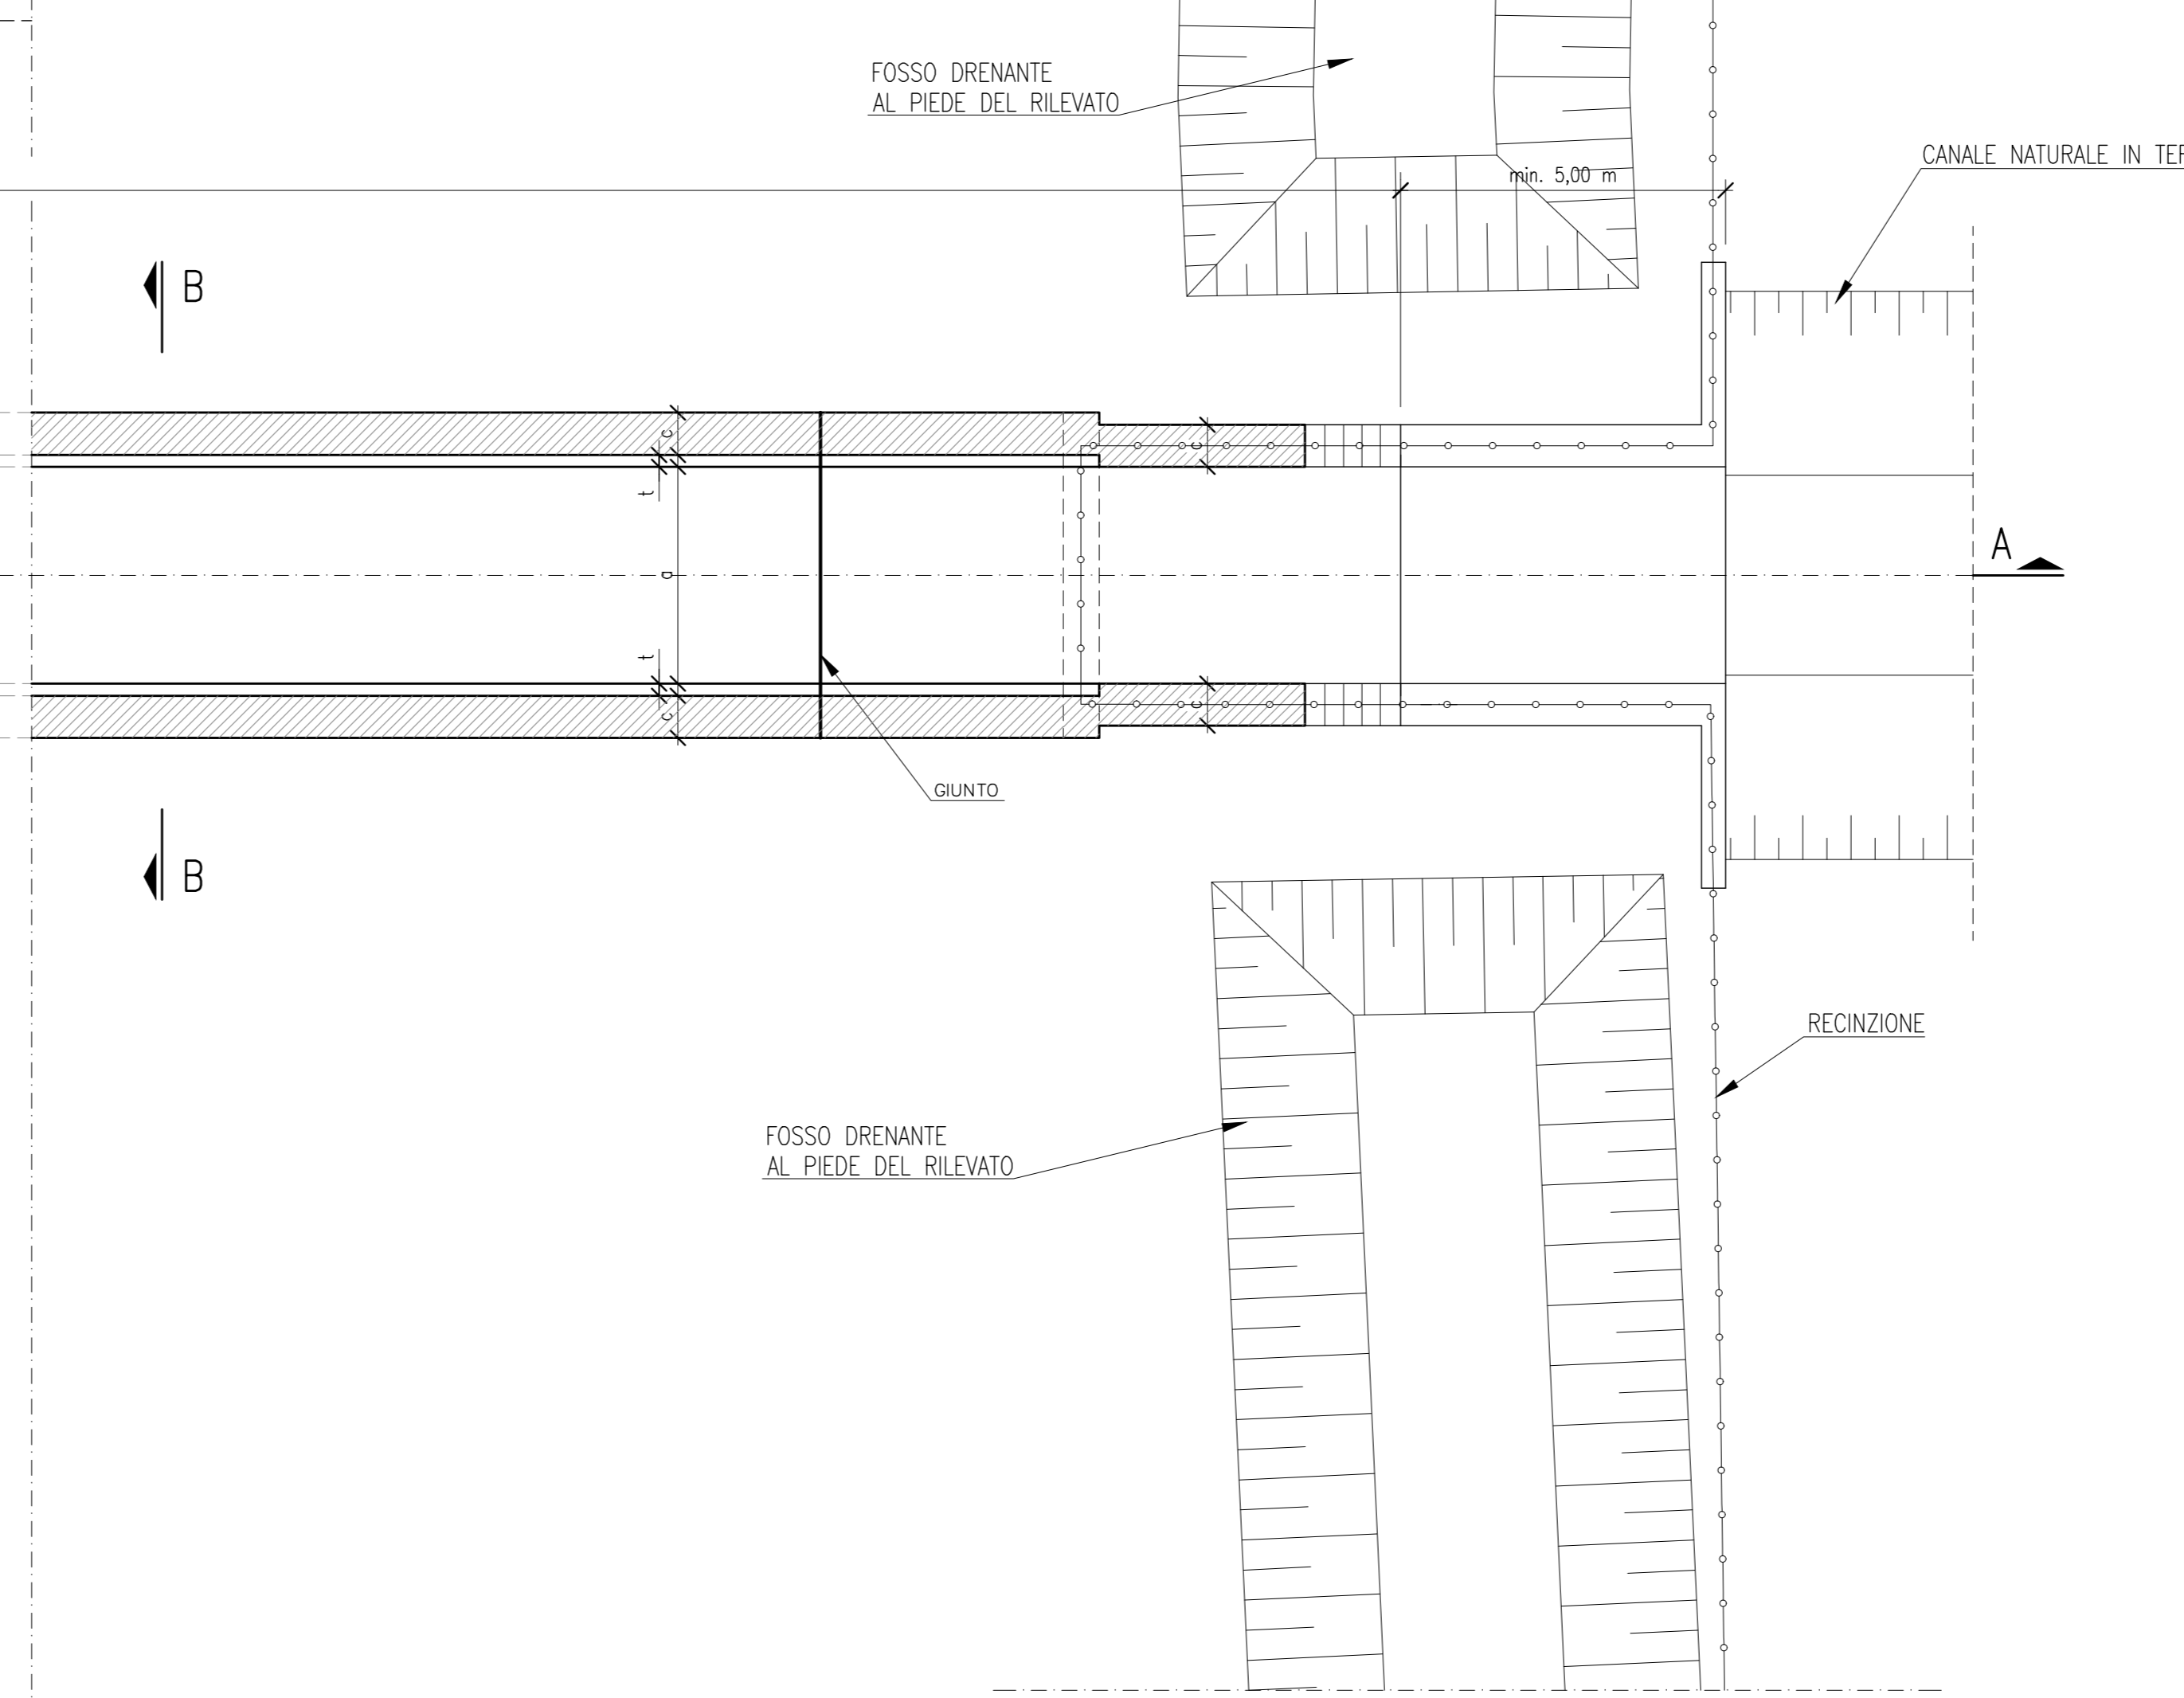 FOSSO DRENANTE
AL PIEDE DEL RILEVATO
CANALE NATURALE IN
min. 5,00 m
B
c
c
t
A
a
t
c
c
GIUNTO
B
RECINZIONE
FOSSO DRENANTE
AL PIEDE DEL RILEVATO